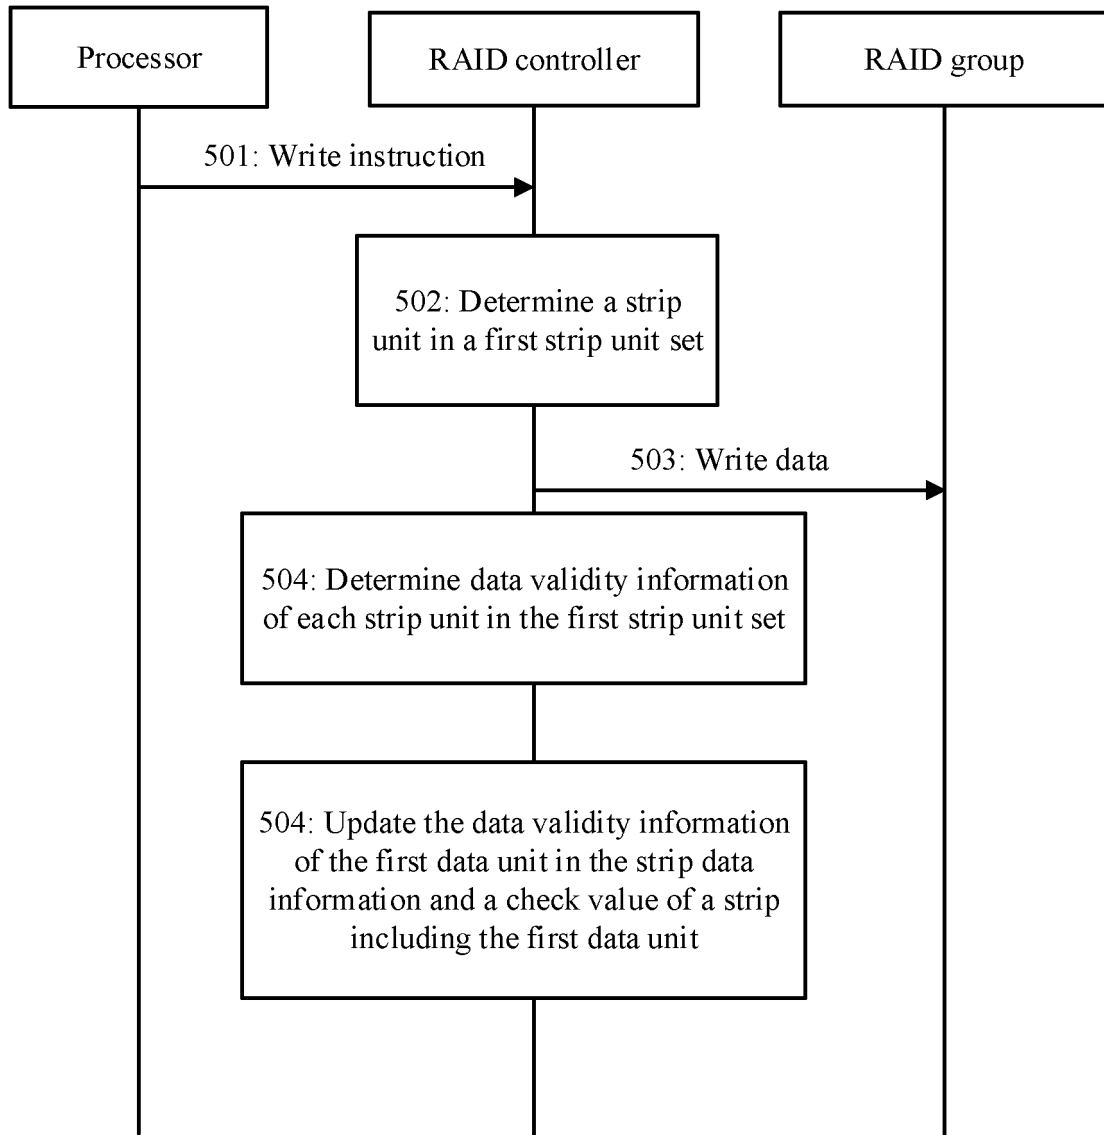 Processor
RAID controller
RAID group
501: Write instruction
502: Determine a strip
unit in a first strip unit set
503: Write data
504: Determine data validity information
of each strip unit in the first strip unit set
504: Update the data validity information
of the first data unit in the strip data
information and a check value of a strip
including the first data unit